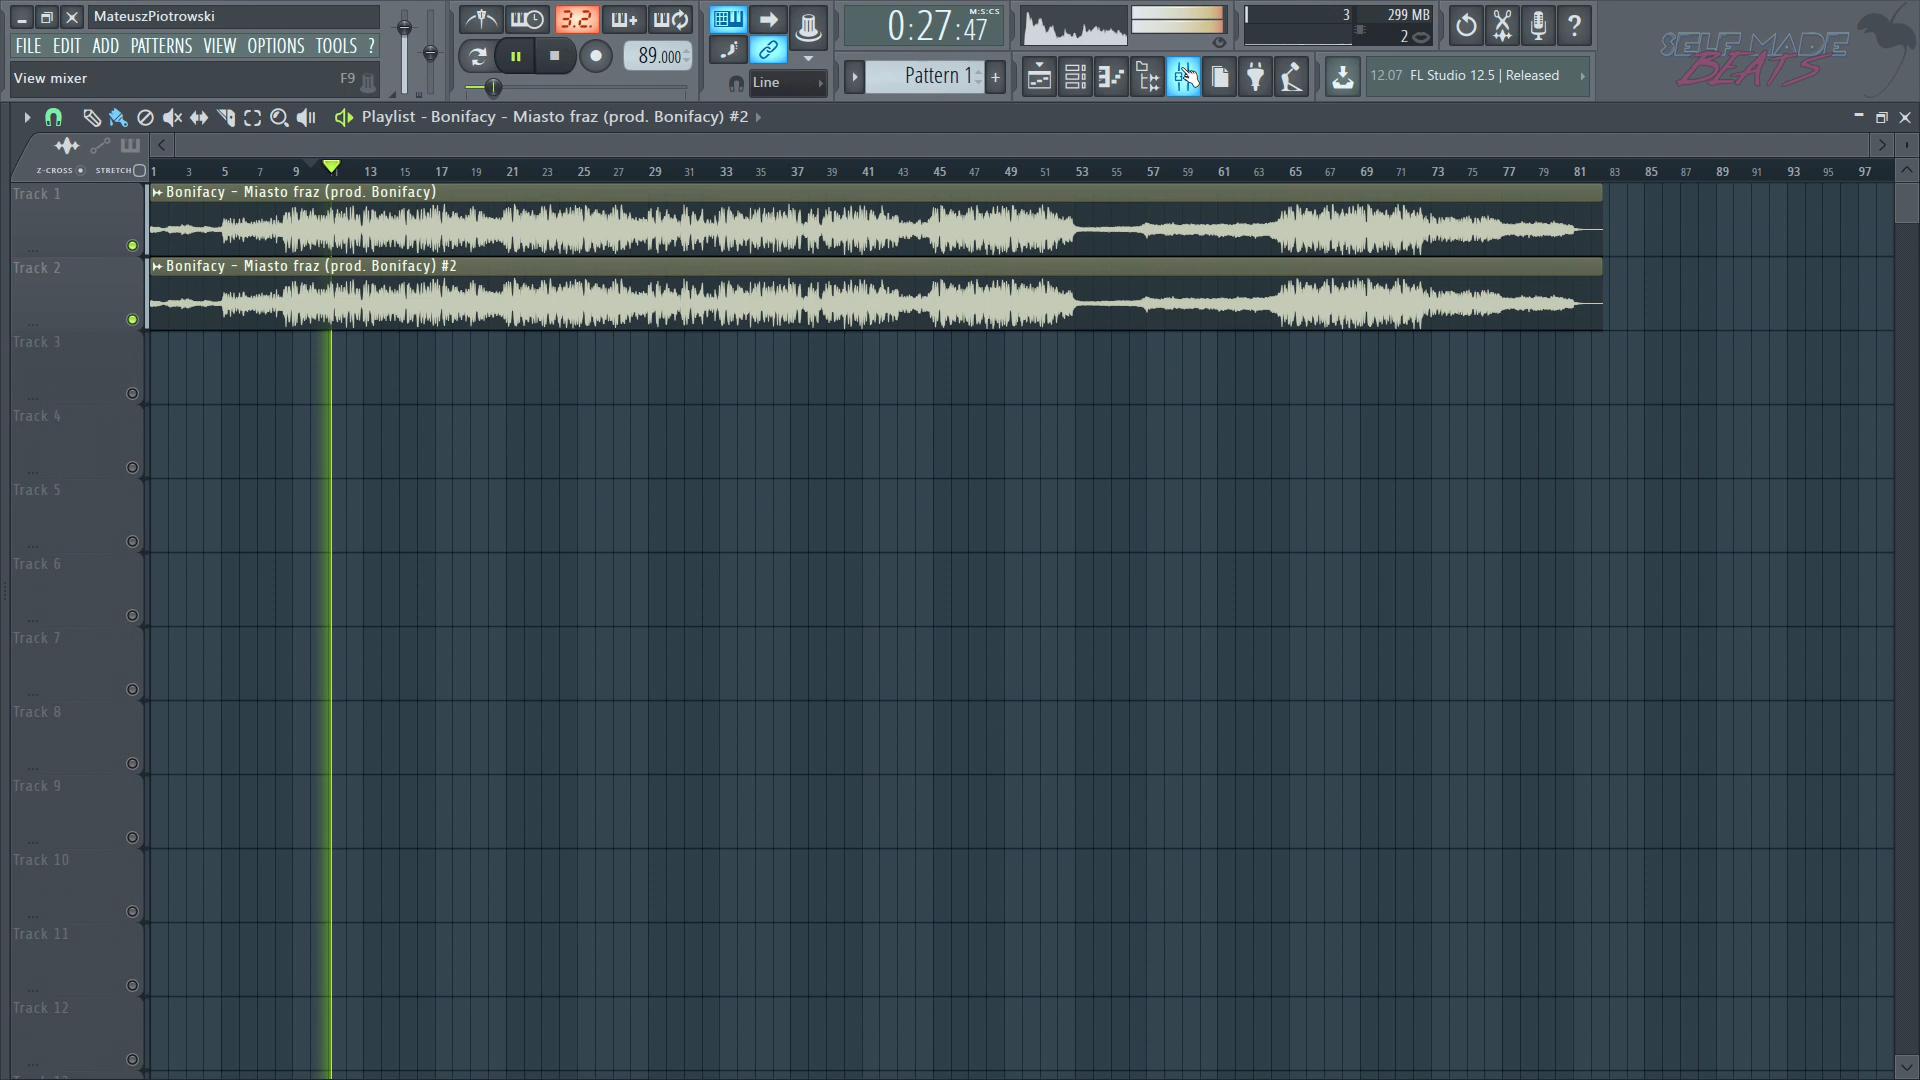 MateuszPiotrowski
FILE EDIT ADD PATTERNS VIEW OPTIONS TOOLS ?
View mixer F9
3.2.
89.000
Line
0:27:47 M:S:CS
Pattern 1 +
3 299 MB
2
?
12.07 FL Studio 12.5 | Released
SELF MADE
BEATS
Playlist - Bonifacy - Miasto fraz (prod. Bonifacy) #2
Z-CROSS STRETCH
1 3 5 7 9 11 13 15 17 19 21 23 25 27 29 31 33 35 37 39 41 43 45 47 49 51 53 55 57 59 61 63 65 67 69 71 73 75 77 79 81 83 85 87 89 91 93 95 97
Track 1
Bonifacy - Miasto fraz (prod. Bonifacy)
Track 2
Bonifacy - Miasto fraz (prod. Bonifacy) #2
Track 3
Track 4
Track 5
Track 6
Track 7
Track 8
Track 9
Track 10
Track 11
Track 12